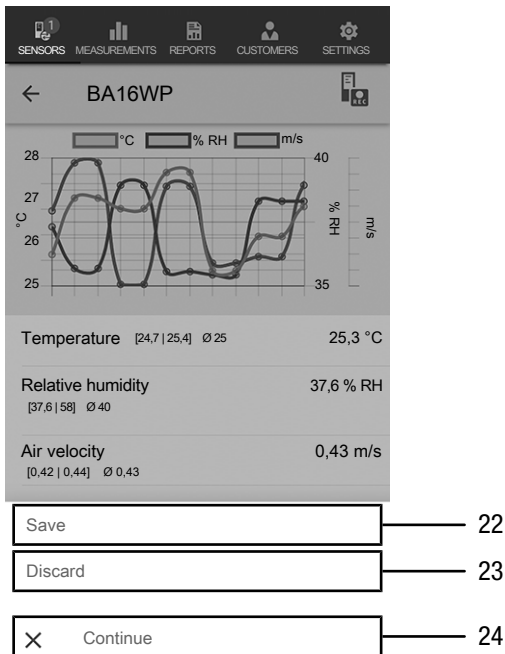 1
SENSORS MEASUREMENTS REPORTS CUSTOMERS SETTINGS
BA16WP
REC
°C % RH m/s
28 40
27
°C % RH m/s
26
25 35
Temperature [24,7 | 25,4] Ø 25 25,3 °C
Relative humidity 37,6 % RH
[37,6 | 58] Ø 40
Air velocity 0,43 m/s
[0,42 | 0,44] Ø 0,43
Save 22
Discard 23
Continue 24